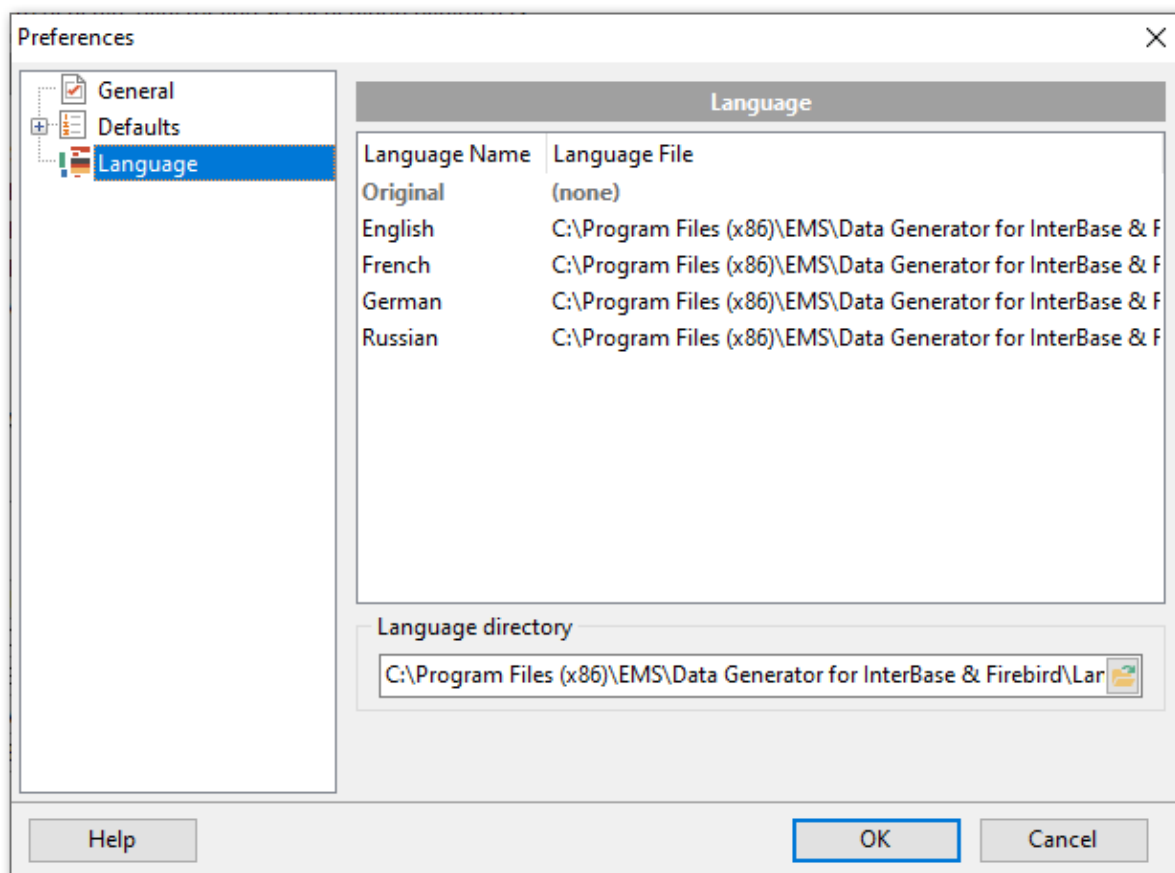 Preferences
General
Defaults
Language
Language
Language Name Language File
Original (none)
English C:\Program Files (x86)\EMS\Data Generator for InterBase & F
French C:\Program Files (x86)\EMS\Data Generator for InterBase & F
German C:\Program Files (x86)\EMS\Data Generator for InterBase & F
Russian C:\Program Files (x86)\EMS\Data Generator for InterBase & F
Language directory
C:\Program Files (x86)\EMS\Data Generator for InterBase & Firebird\Lan
Help OK Cancel